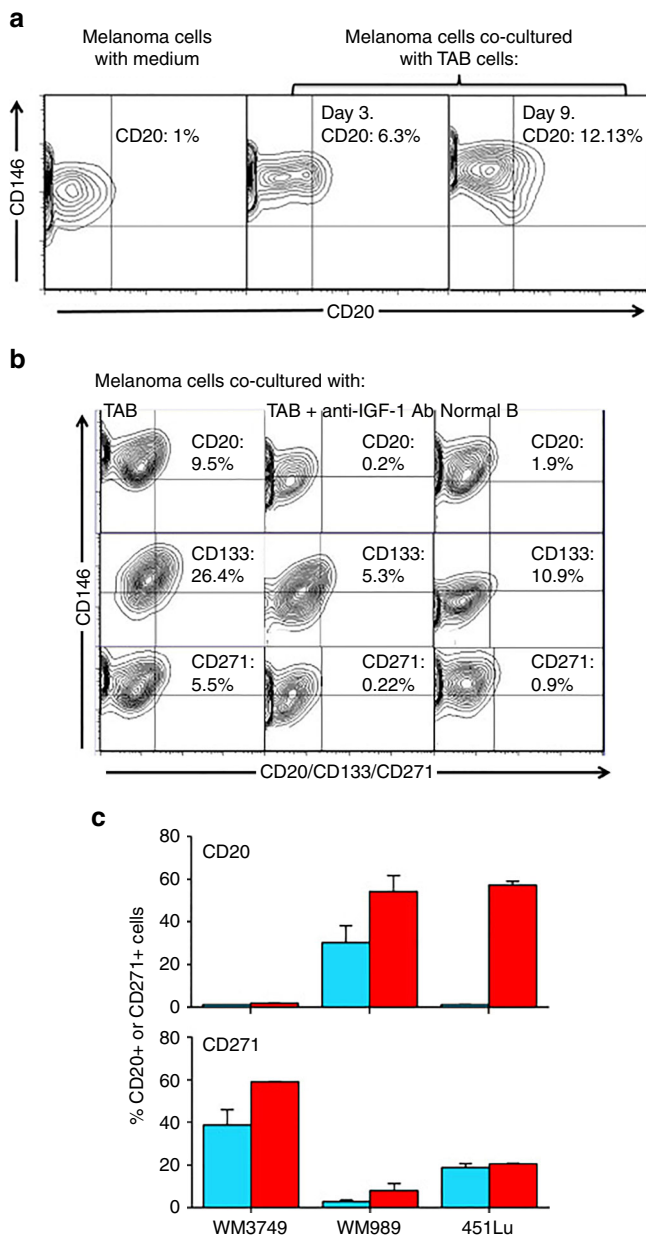 a
Melanoma cells
with medium
Melanoma cells co-cultured
with TAB cells:
CD146
CD20: 1%
Day 3.
CD20: 6.3%
Day 9.
CD20: 12.13%
CD20
b
Melanoma cells co-cultured with:
TAB
TAB + anti-IGF-1 Ab Normal B
CD146
CD20:
9.5%
CD20:
0.2%
CD20:
1.9%
CD133:
26.4%
CD133:
5.3%
CD133:
10.9%
CD271:
5.5%
CD271:
0.22%
CD271:
0.9%
CD20/CD133/CD271
c
% CD20+ or CD271+ cells
80
60
40
20
0
CD20
80
60
40
20
0
CD271
WM3749
WM989
451Lu